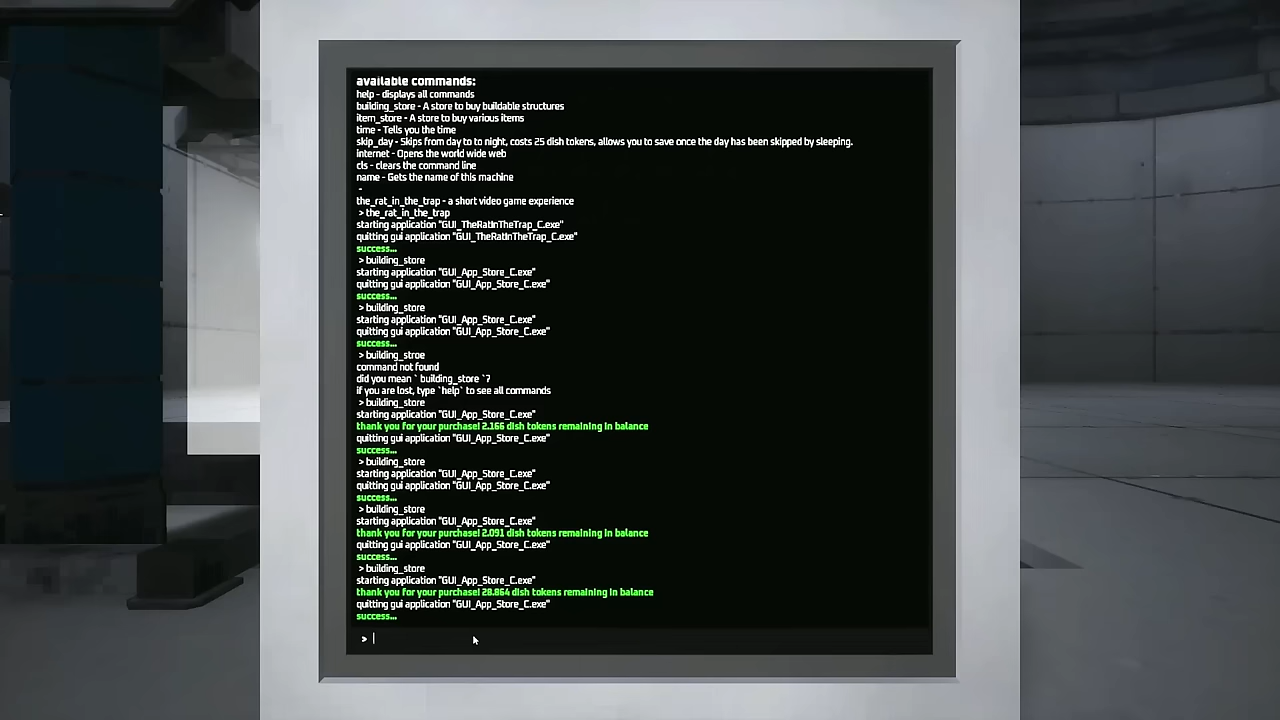 available commands:
help - displays all commands
building_store - A store to buy buildable structures
item_store - A store to buy various items
time - Tells you the time
skip_day - Skips from day to to night, costs 25 dish tokens, allows you to save once the day has been skipped by sleeping.
internet - Opens the world wide web
cls - clears the command line
name - Gets the name of this machine
-
the_rat_in_the_trap - a short video game experience
> the_rat_in_the_trap
starting application "GUI_TheRatInTheTrap_C.exe"
quitting gui application "GUI_TheRatInTheTrap_C.exe"
success...
> building_store
starting application "GUI_App_Store_C.exe"
quitting gui application "GUI_App_Store_C.exe"
success...
> building_store
starting application "GUI_App_Store_C.exe"
quitting gui application "GUI_App_Store_C.exe"
success...
> building_stroe
command not found
did you mean ` building_store `?
if you are lost, type `help` to see all commands
> building_store
starting application "GUI_App_Store_C.exe"
thank you for your purchase! 2.166 dish tokens remaining in balance
quitting gui application "GUI_App_Store_C.exe"
success...
> building_store
starting application "GUI_App_Store_C.exe"
quitting gui application "GUI_App_Store_C.exe"
success...
> building_store
starting application "GUI_App_Store_C.exe"
thank you for your purchase! 2.091 dish tokens remaining in balance
quitting gui application "GUI_App_Store_C.exe"
success...
> building_store
starting application "GUI_App_Store_C.exe"
thank you for your purchase! 28.864 dish tokens remaining in balance
quitting gui application "GUI_App_Store_C.exe"
success...
> |